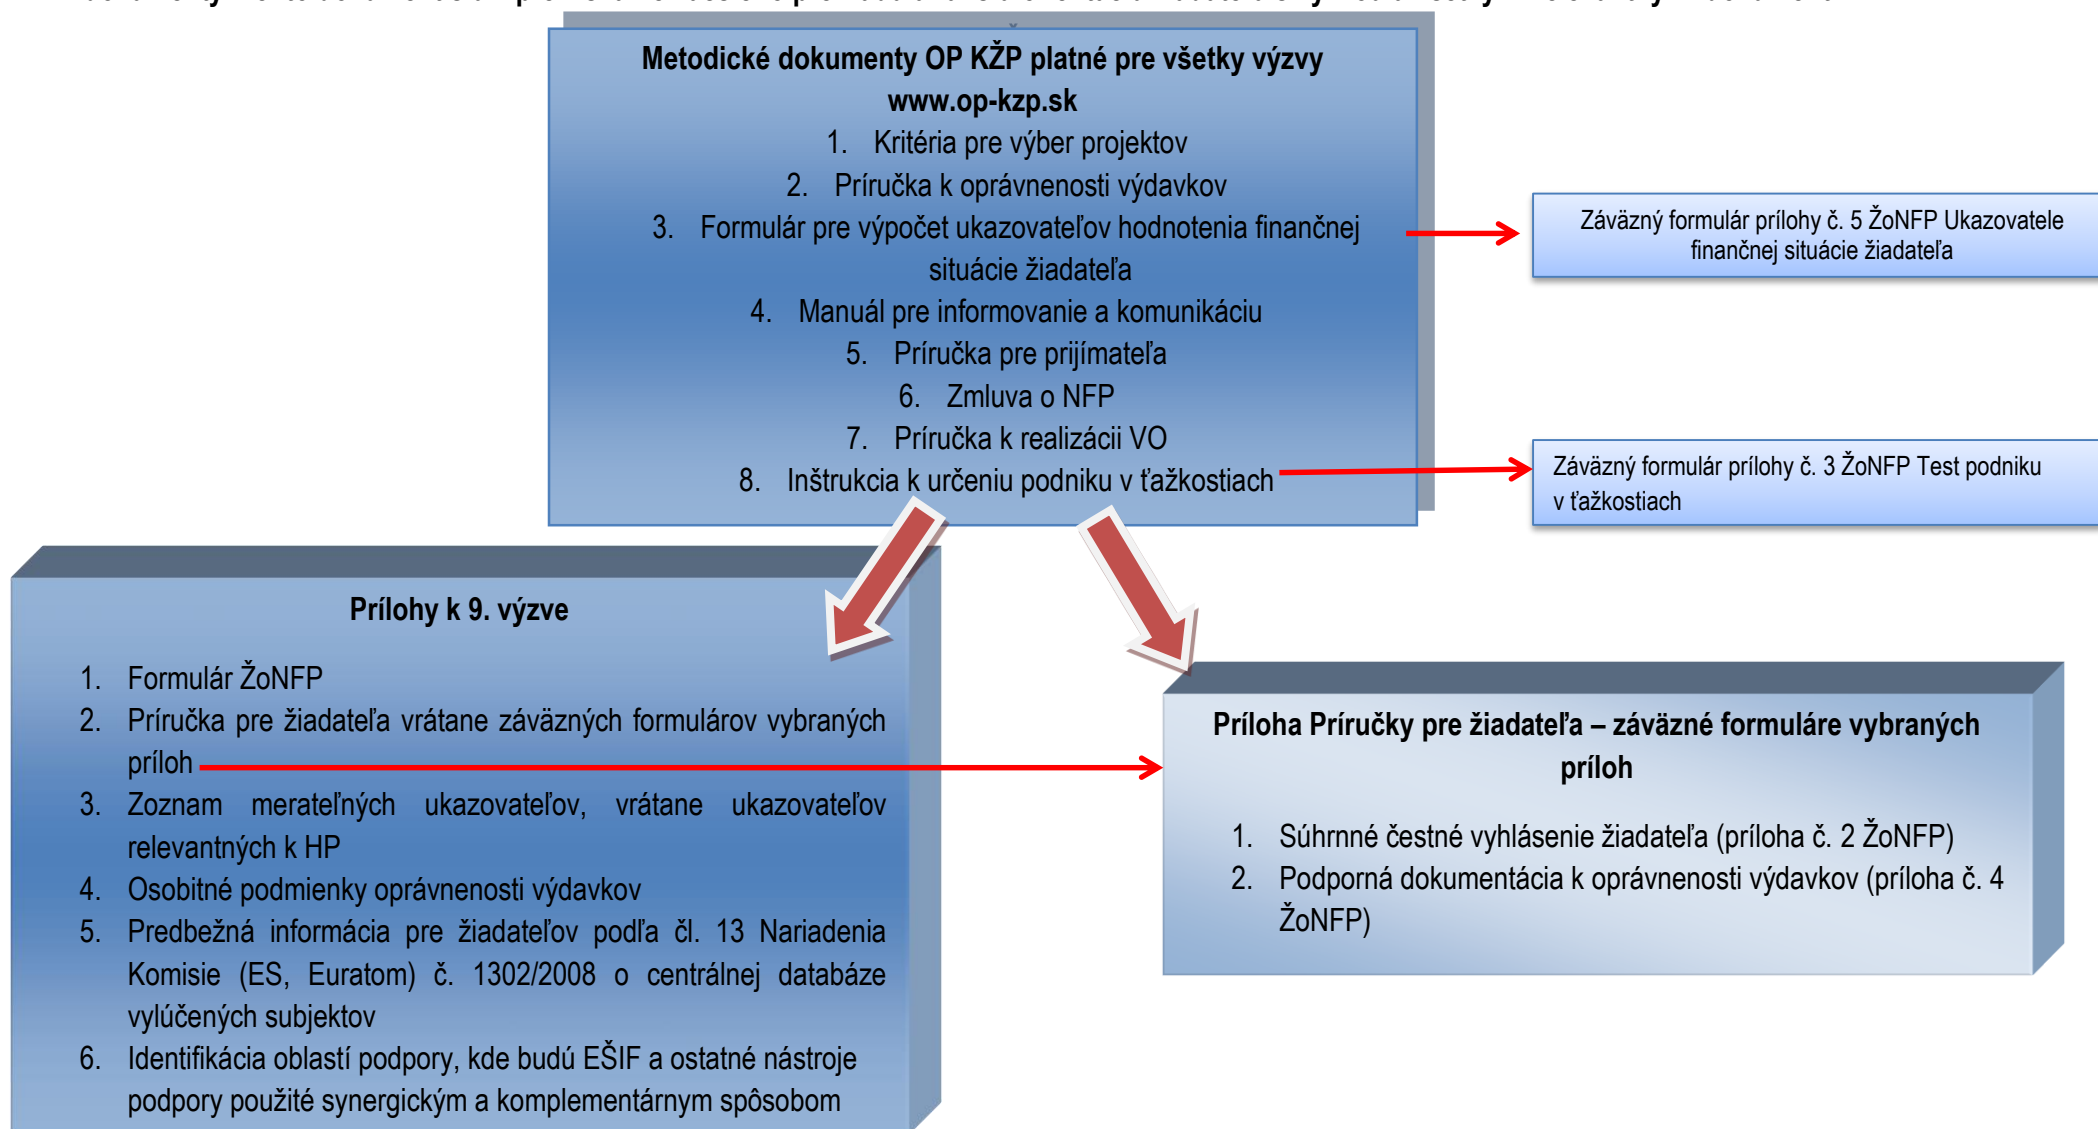 Metodické dokumenty OP KŽP platné pre všetky výzvy
www.op-kzp.sk
1. Kritéria pre výber projektov
2. Príručka k oprávnenosti výdavkov
3. Formulár pre výpočet ukazovateľov hodnotenia finančnej
situácie žiadateľa
4. Manuál pre informovanie a komunikáciu
5. Príručka pre prijímateľa
6. Zmluva o NFP
7. Príručka k realizácii VO
8. Inštrukcia k určeniu podniku v ťažkostiach
Záväzný formulár prílohy č. 5 ŽoNFP Ukazovatele
finančnej situácie žiadateľa
Záväzný formulár prílohy č. 3 ŽoNFP Test podniku
v ťažkostiach
Prílohy k 9. výzve
1. Formulár ŽoNFP
2. Príručka pre žiadateľa vrátane záväzných formulárov vybraných
príloh
3. Zoznam merateľných ukazovateľov, vrátane ukazovateľov
relevantných k HP
4. Osobitné podmienky oprávnenosti výdavkov
5. Predbežná informácia pre žiadateľov podľa čl. 13 Nariadenia
Komisie (ES, Euratom) č. 1302/2008 o centrálnej databáze
vylúčených subjektov
6. Identifikácia oblastí podpory, kde budú EŠIF a ostatné nástroje
podpory použité synergickým a komplementárnym spôsobom
Príloha Príručky pre žiadateľa – záväzné formuláre vybraných
príloh
1. Súhrnné čestné vyhlásenie žiadateľa (príloha č. 2 ŽoNFP)
2. Podporná dokumentácia k oprávnenosti výdavkov (príloha č. 4
ŽoNFP)